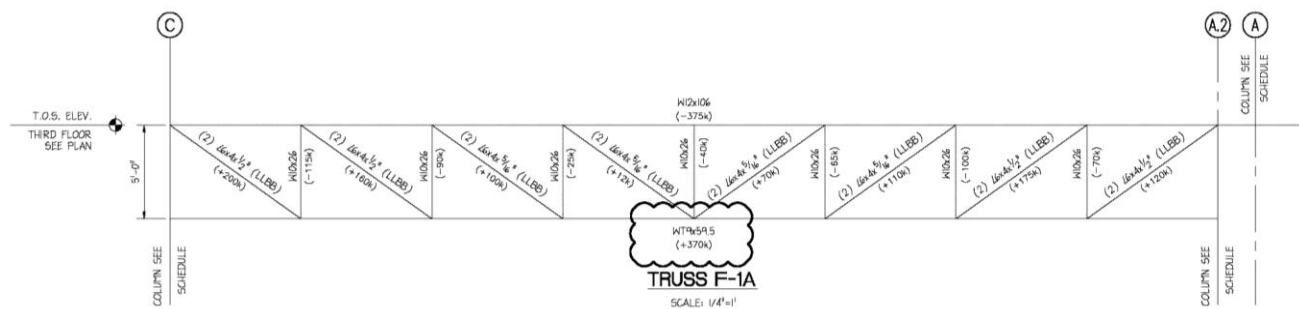 C
A.2
A
COLUMN SEE
SCHEDULE
T.O.S. ELEV.
THIRD FLOOR
SEE PLAN
5'-0"
W12x106
(-375k)
(2) L6x4x1/2" (LLBB)
(+200k)
W10x26
(-115k)
(2) L6x4x1/2" (LLBB)
(+160k)
W10x26
(-90k)
(2) L6x4x5/16" (LLBB)
(+100k)
W10x26
(-25k)
(2) L6x4x5/16" (LLBB)
(+12k)
W10x26
(-40k)
(2) L6x4x5/16" (LLBB)
(+70k)
W10x26
(-65k)
(2) L6x4x5/16" (LLBB)
(+110k)
W10x26
(-100k)
(2) L6x4x1/2" (LLBB)
(+175k)
W10x26
(-70k)
(2) L6x4x1/2" (LLBB)
(+120k)
WT9x59.5
(+370k)
COLUMN SEE
SCHEDULE
COLUMN SEE
SCHEDULE
TRUSS F-1A
SCALE: 1/4"=1'